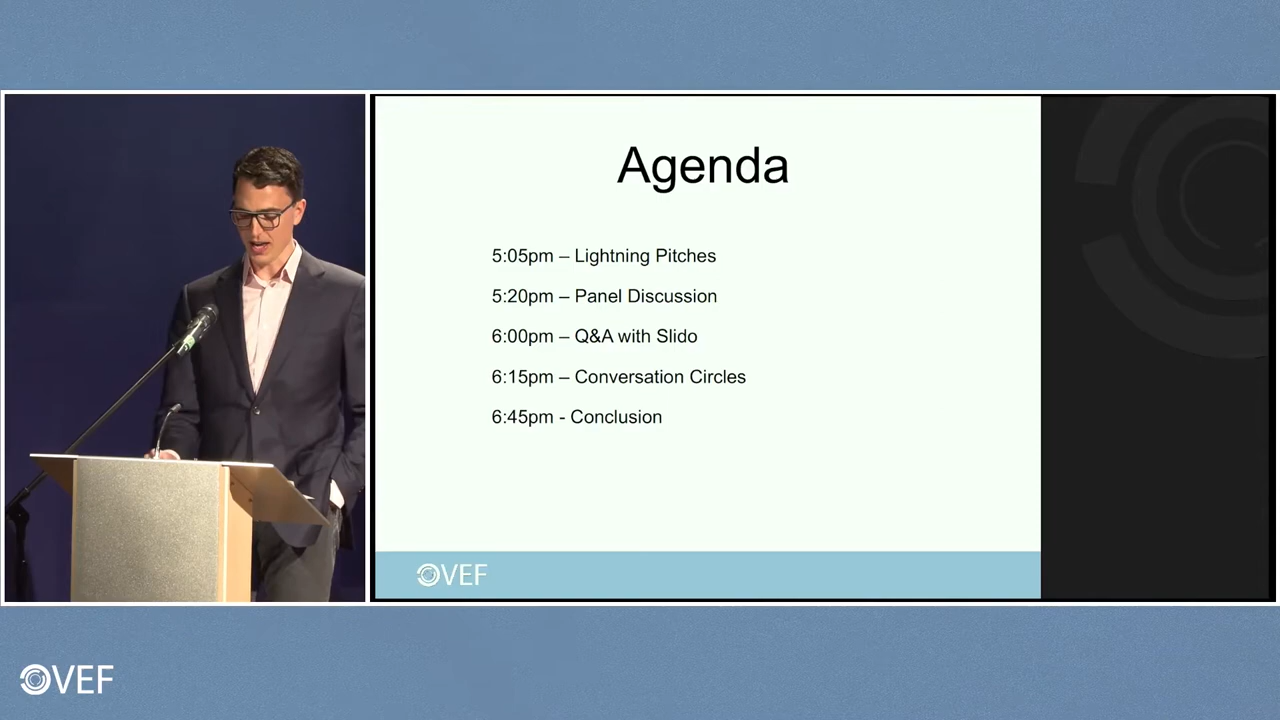 Agenda
5:05pm – Lightning Pitches
5:20pm – Panel Discussion
6:00pm – Q&A with Slido
6:15pm – Conversation Circles
6:45pm - Conclusion
VEF
VEF